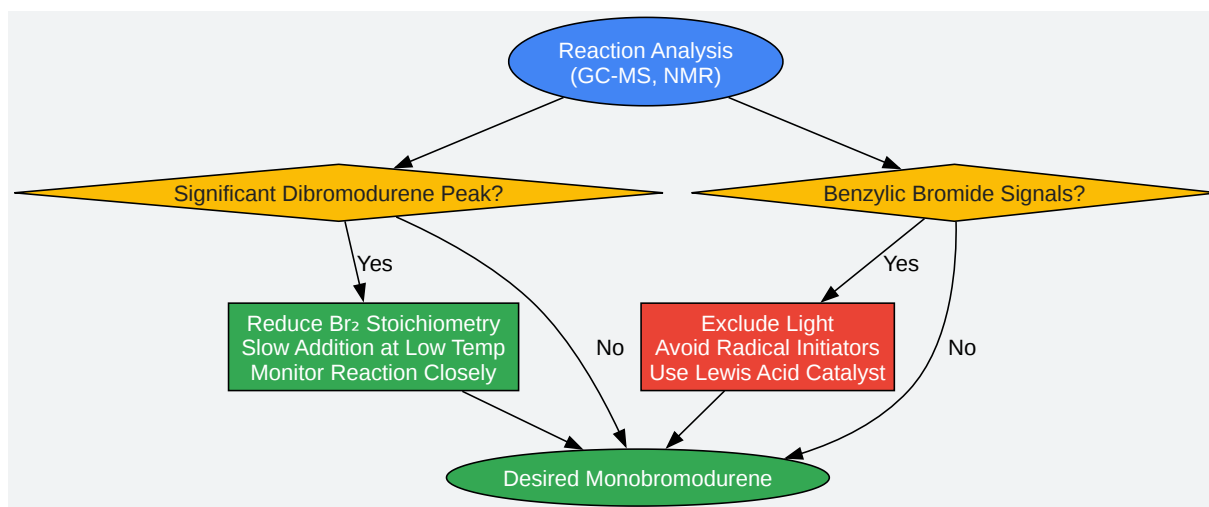 Reaction Analysis
(GC-MS, NMR)
Significant Dibromodurene Peak?
Benzylic Bromide Signals?
Yes
Yes
Reduce Br₂ Stoichiometry
Slow Addition at Low Temp
Monitor Reaction Closely
No
Exclude Light
Avoid Radical Initiators
Use Lewis Acid Catalyst
No
Desired Monobromodurene